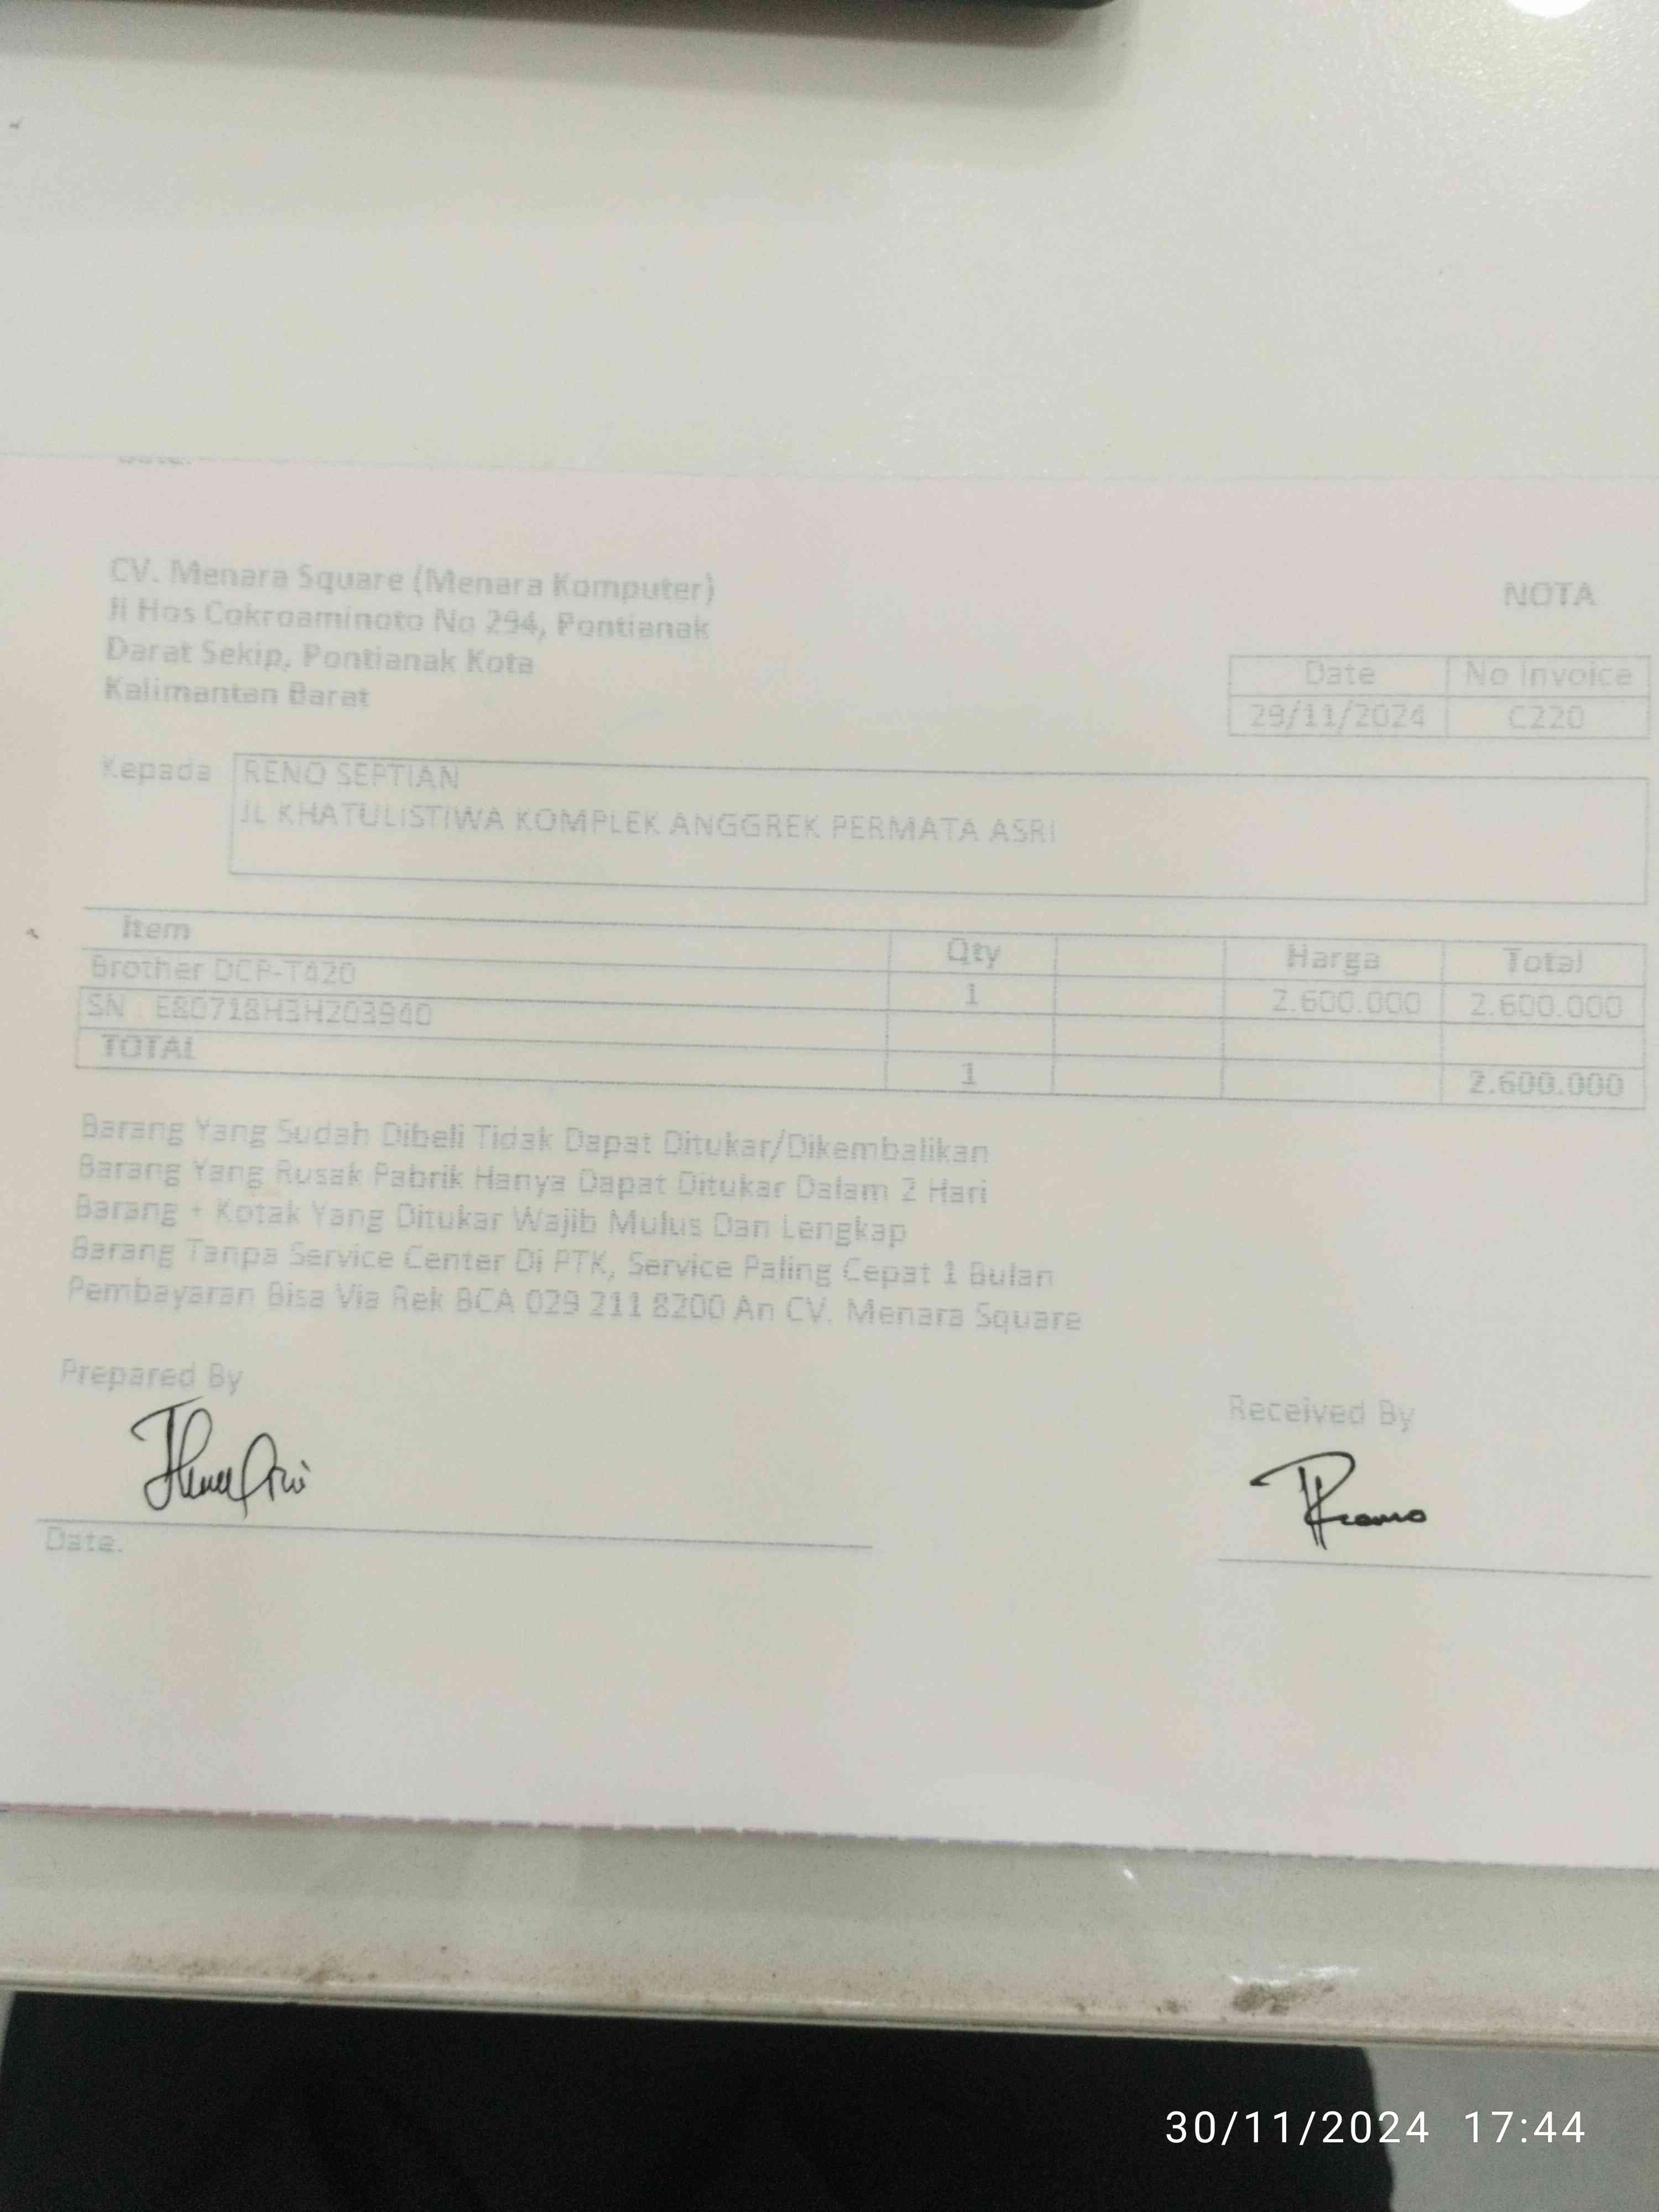 CV. Menara Square (Menara Komputer)
Jl Hos Cokroaminoto No 294, Pontianak
Darat Sekip, Pontianak Kota
Kalimantan Barat
NOTA
Date No Invoice
29/11/2024 C220
Kepada RENO SEPTIAN
JL KHATULISTIWA KOMPLEK ANGGREK PERMATA ASRI
Item Qty Harga Total
Brother DCP-T420 1 2.600.000 2.600.000
SN : E80718H3H203940
TOTAL 1 2.600.000
Barang Yang Sudah Dibeli Tidak Dapat Ditukar/Dikembalikan
Barang Yang Rusak Pabrik Hanya Dapat Ditukar Dalam 2 Hari
Barang + Kotak Yang Ditukar Wajib Mulus Dan Lengkap
Barang Tanpa Service Center Di PTK, Service Paling Cepat 1 Bulan
Pembayaran Bisa Via Rek BCA 029 211 8200 An CV. Menara Square
Prepared By
Received By
Date.
30/11/2024 17:44